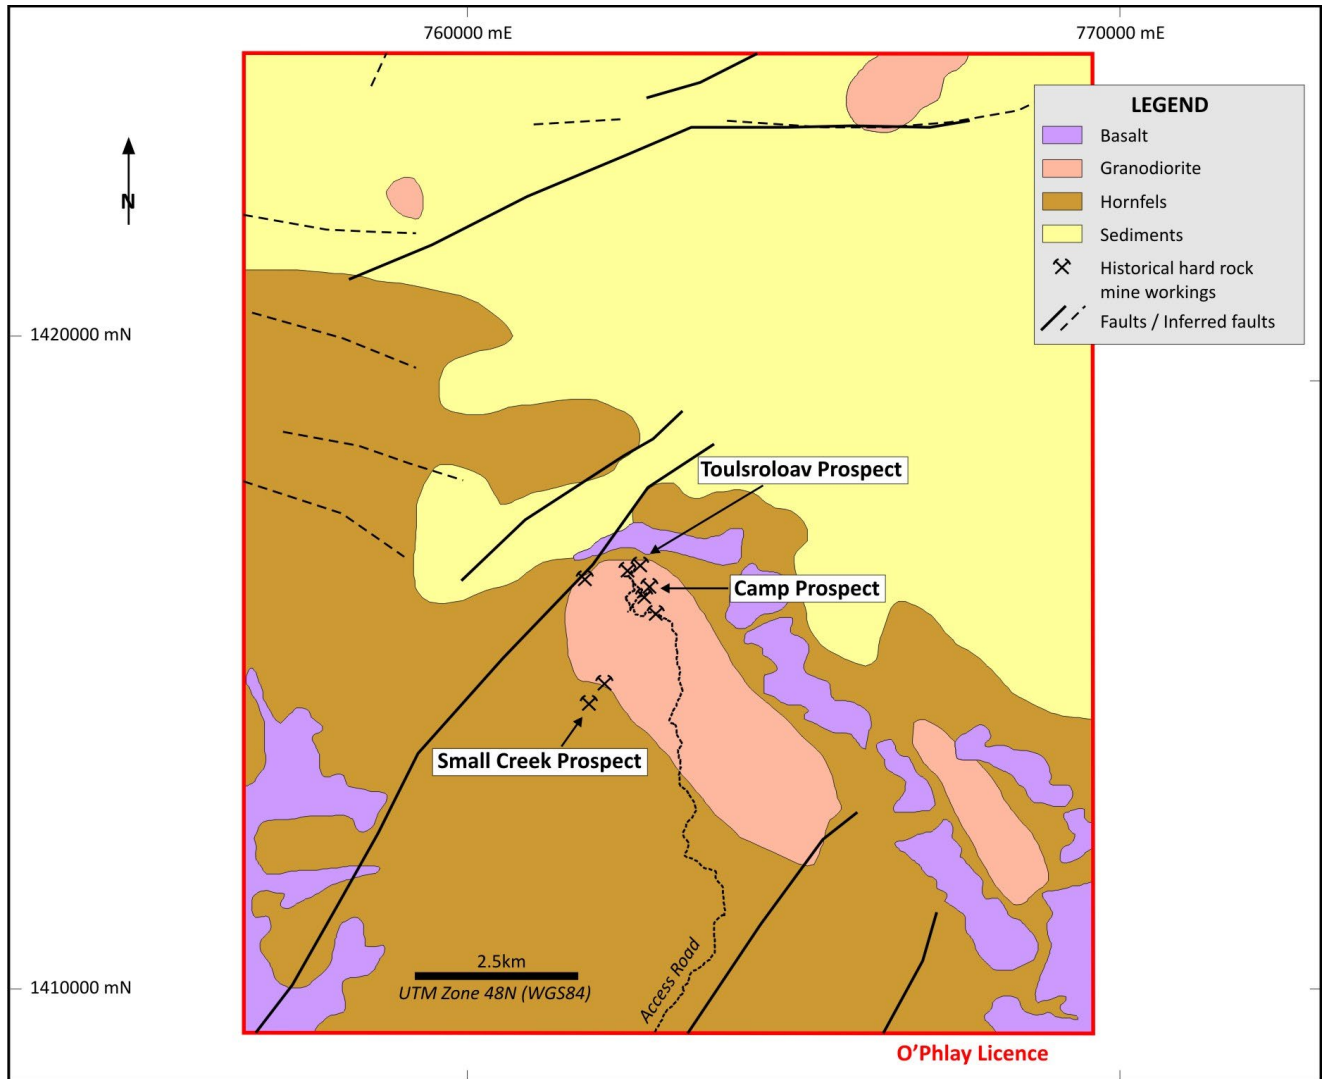 760000 mE
770000 mE
LEGEND
Basalt
Granodiorite
N
Hornfels
Sediments
Historical hard rock
mine workings
Faults / Inferred faults
1420000 mN
Toulsroloav Prospect
Camp Prospect
Small Creek Prospect
2.5km
UTM Zone 48N (WGS84)
Access Road
1410000 mN
O’Phlay Licence